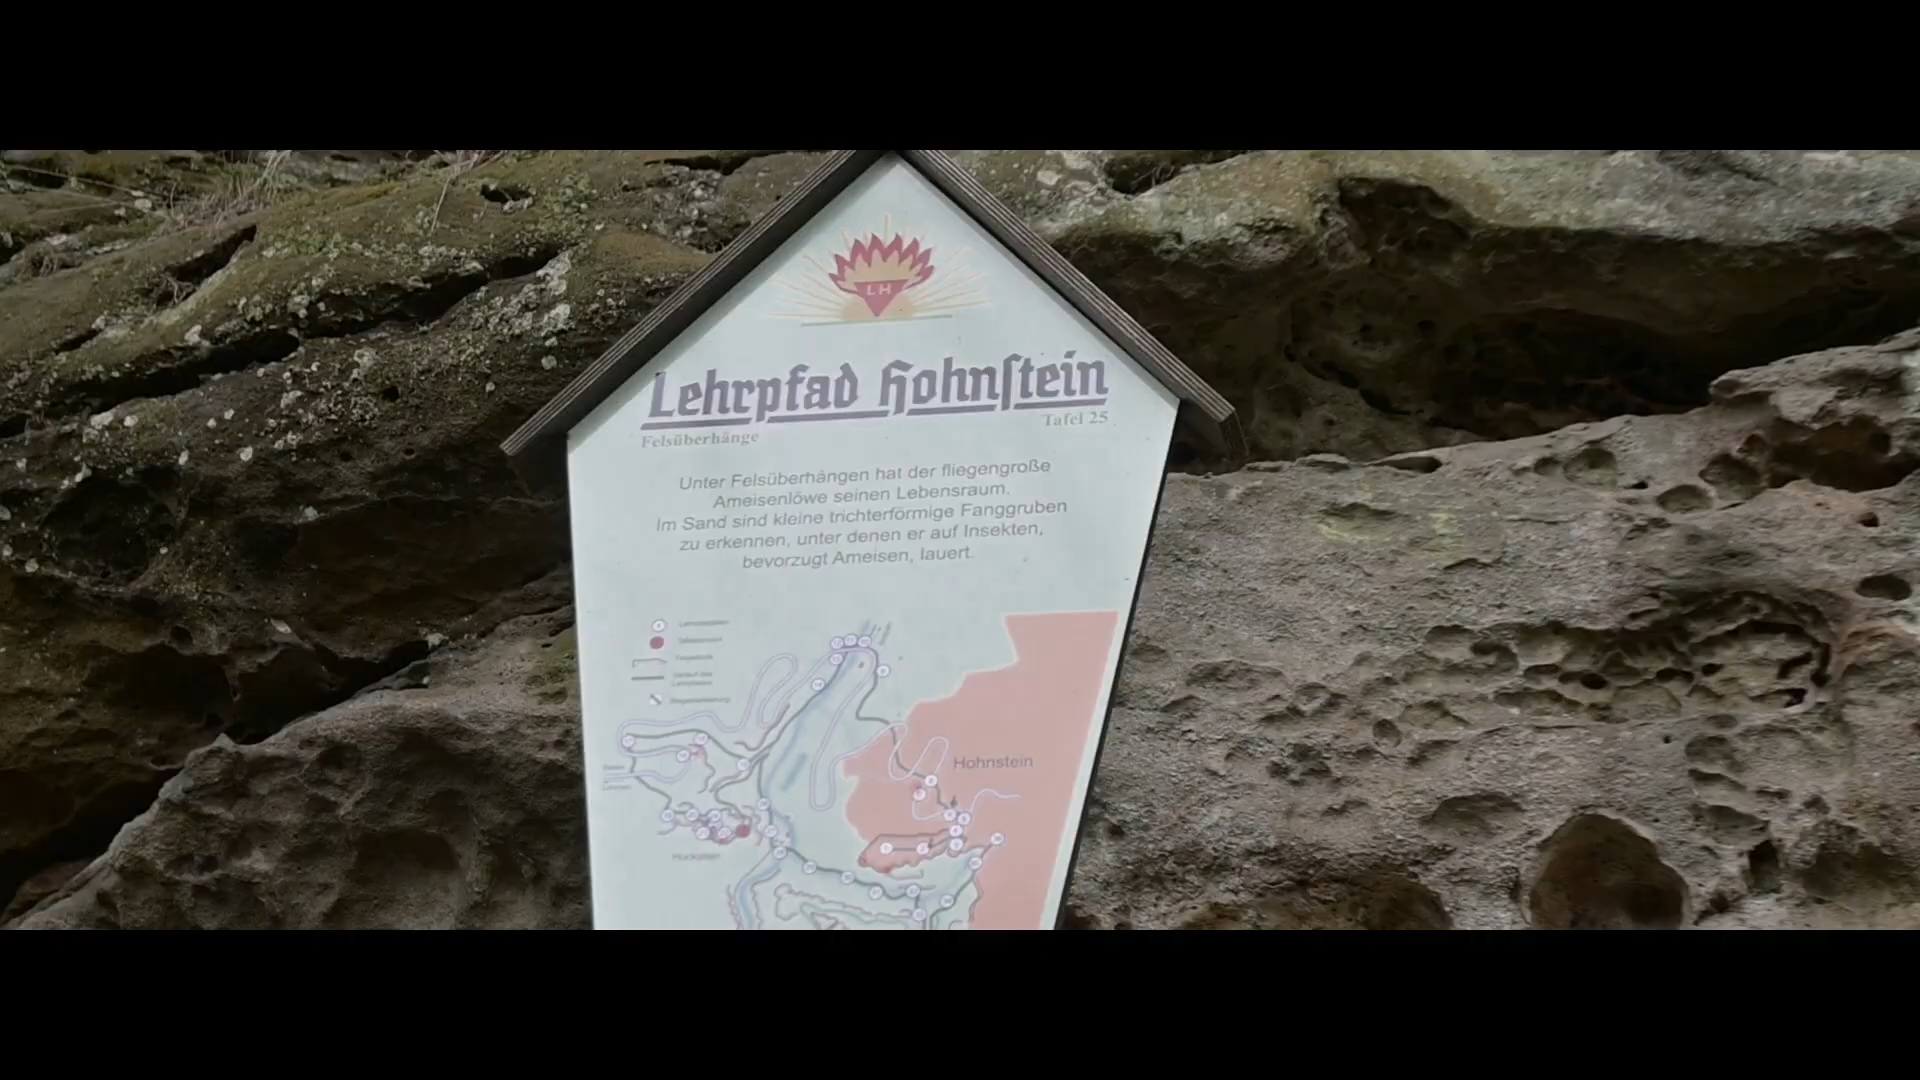 LH
Lehrpfad Hohnſtein
Felsüberhänge
Tafel 25
Unter Felsüberhängen hat der fliegengroße
Ameisenlöwe seinen Lebensraum.
Im Sand sind kleine trichterförmige Fanggruben
zu erkennen, unter denen er auf Insekten,
bevorzugt Ameisen, lauert.
Hohnstein